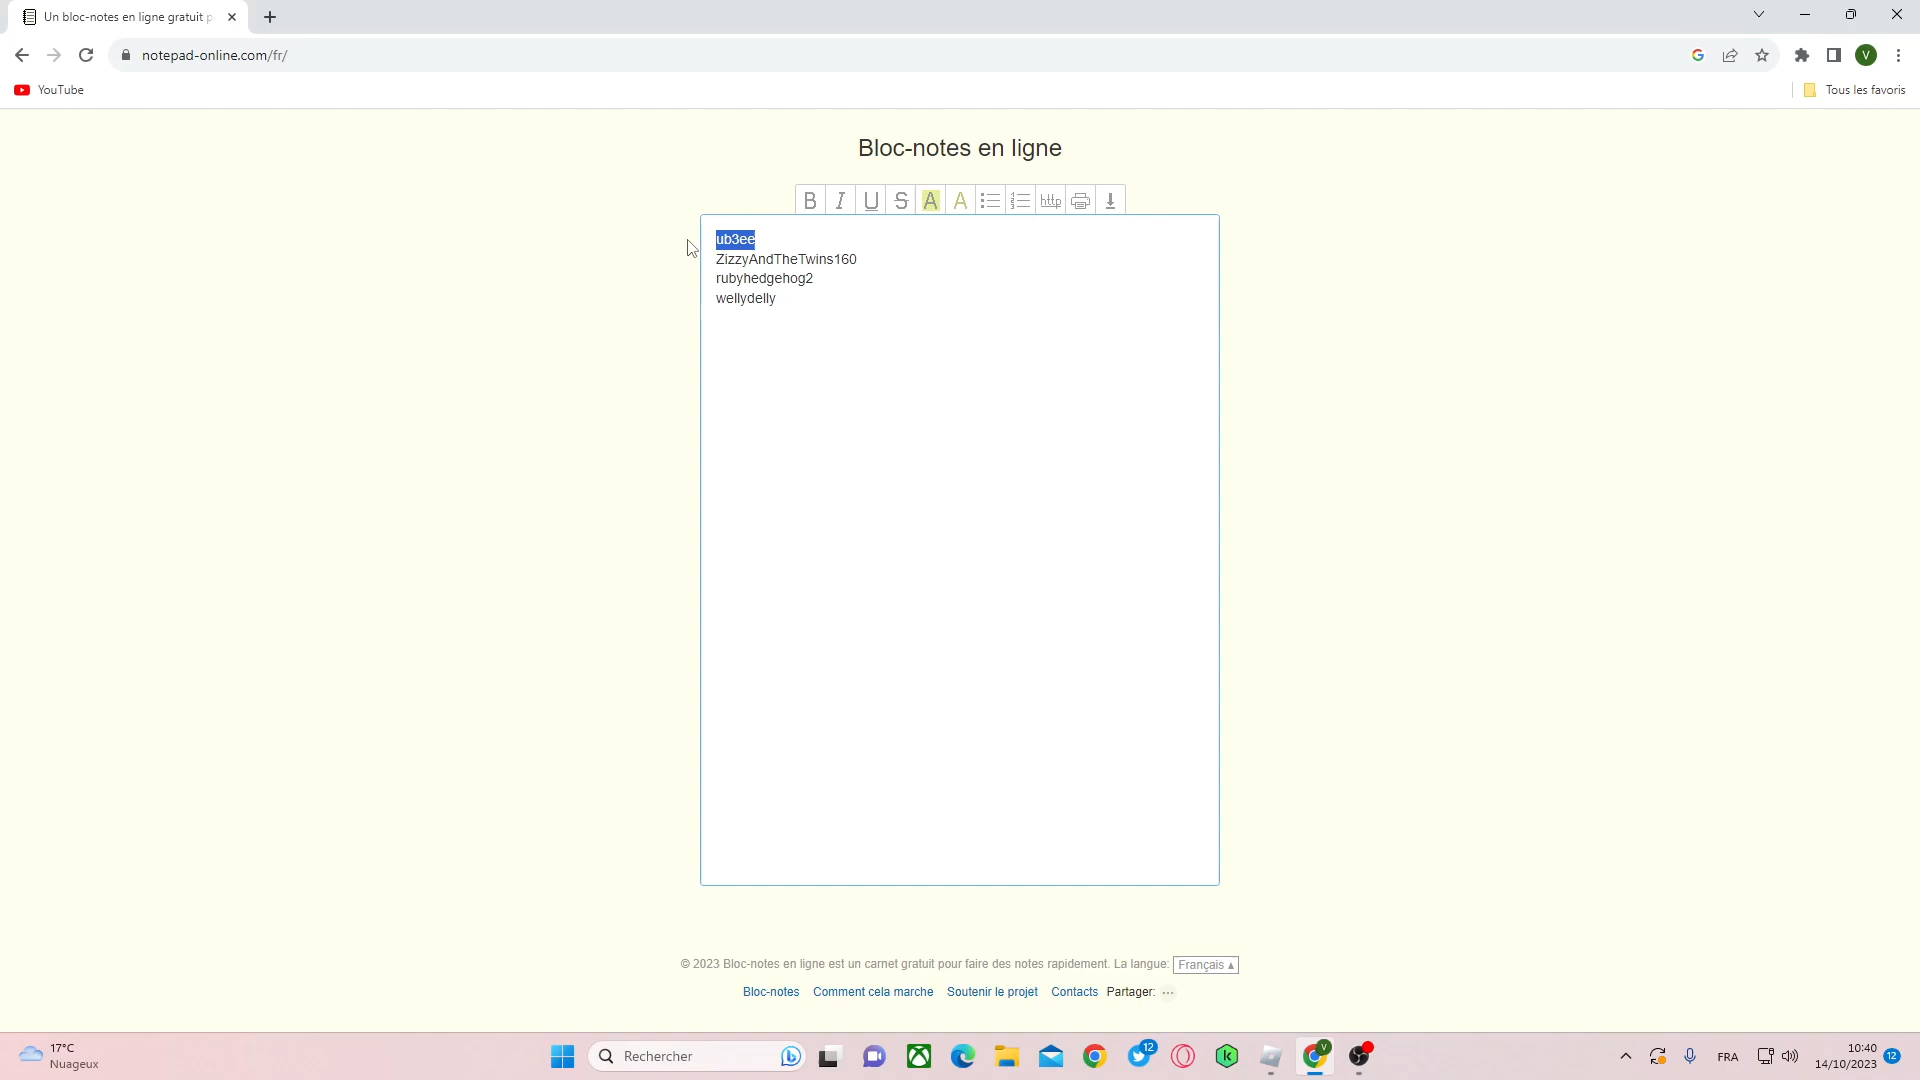 Un bloc-notes en ligne gratuit p
notepad-online.com/fr/
V
YouTube
Tous les favoris
Bloc-notes en ligne
B I U S A A http
ub3ee
ZizzyAndTheTwins160
rubyhedgehog2
wellydelly
© 2023 Bloc-notes en ligne est un carnet gratuit pour faire des notes rapidement. La langue: Français ▴
Bloc-notes Comment cela marche Soutenir le projet Contacts Partager: ···
17°C
Nuageux
Rechercher
12
k
V
FRA
10:40
14/10/2023
12